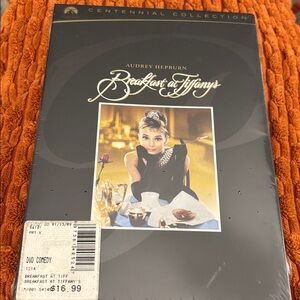 CENTENNIAL COLLECTION
AUDREY HEPBURN
Breakfast at Tiffany's
DVD COMEDY
BREAKFAST AT TIFF
BREAKFAST AT TIFFANY'S
$16.99